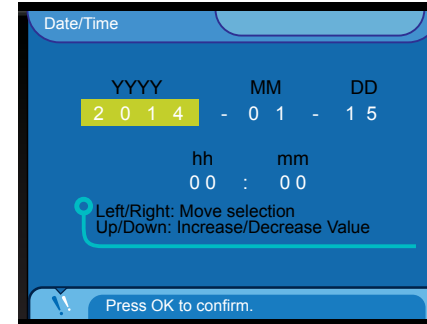 Date/Time
YYYY MM DD
2 0 1 4 - 0 1 - 1 5
hh mm
0 0 : 0 0
Left/Right: Move selection
Up/Down: Increase/Decrease Value
Press OK to confirm.